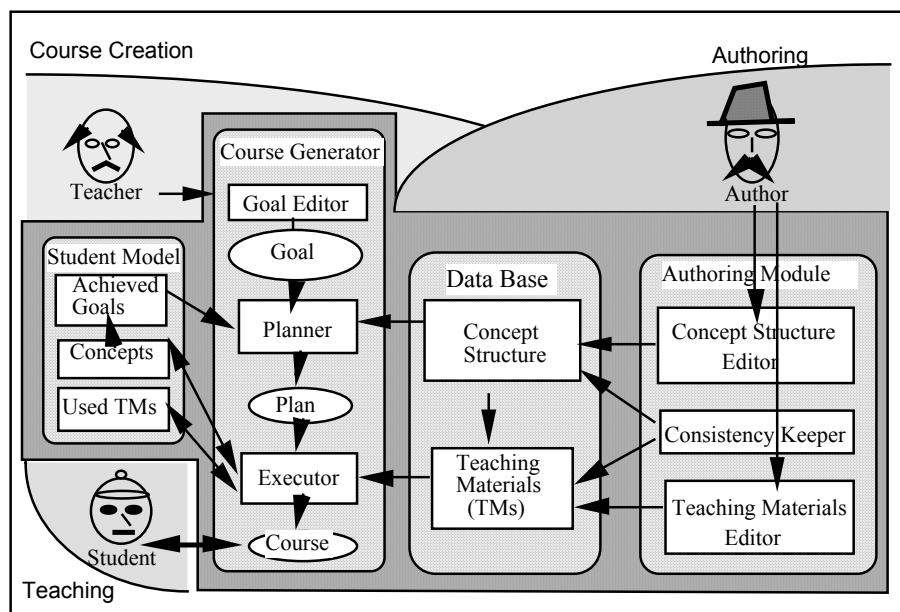 Course Creation
Authoring
Teacher
Author
Course Generator
Goal Editor
Goal
Planner
Plan
Executor
Course
Student Model
Achieved
Goals
Concepts
Used TMs
Data Base
Concept
Structure
Teaching
Materials
(TMs)
Authoring Module
Concept Structure
Editor
Consistency Keeper
Teaching Materials
Editor
Student
Teaching